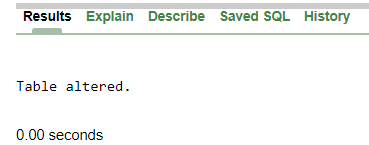 Results Explain Describe Saved SQL History
Table altered.
0.00 seconds